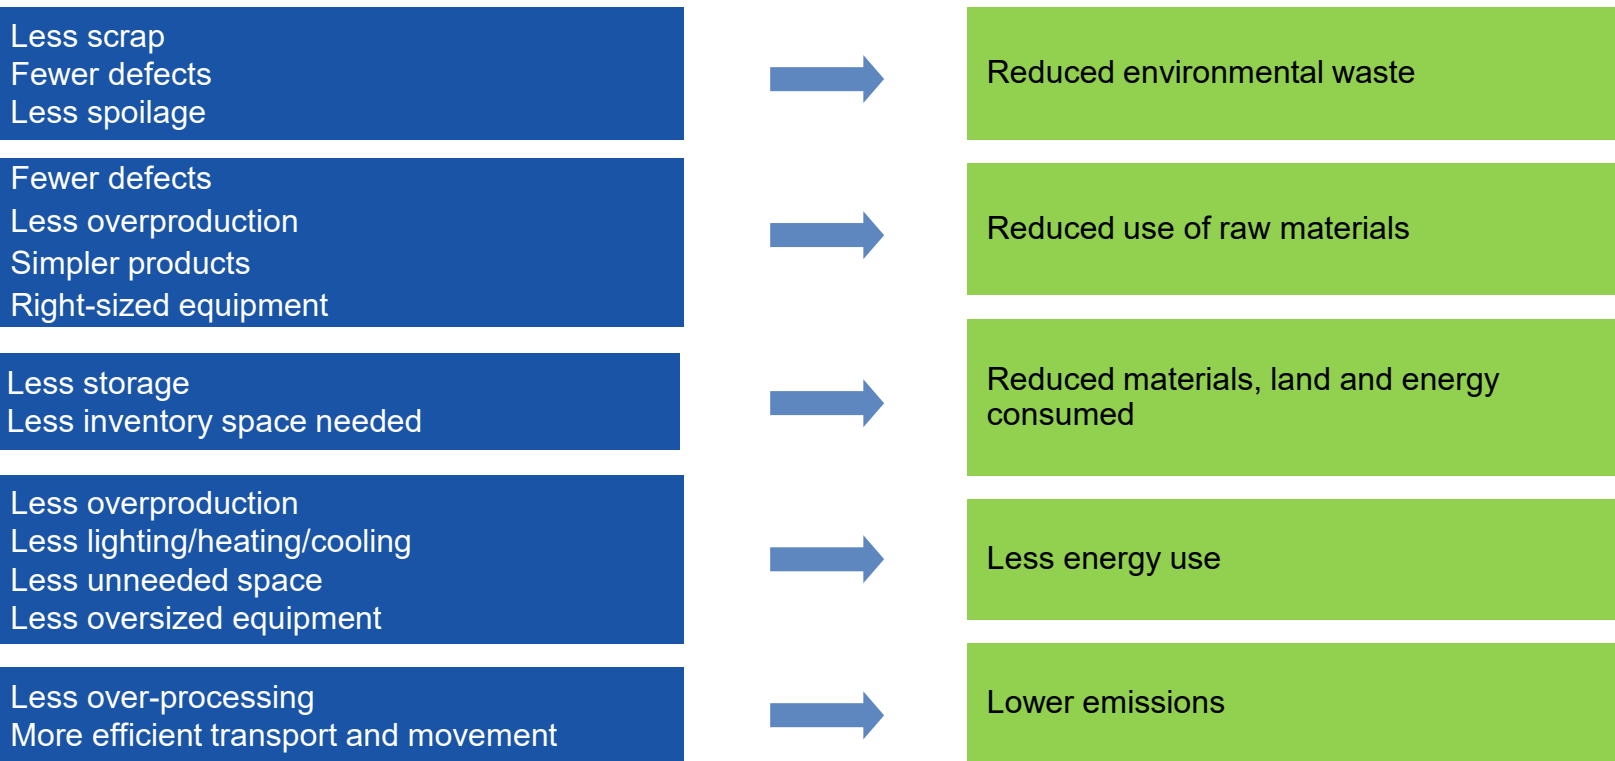 Less scrap
Fewer defects
Less spoilage
Reduced environmental waste
Fewer defects
Less overproduction
Simpler products
Right-sized equipment
Reduced use of raw materials
Less storage
Less inventory space needed
Reduced materials, land and energy
consumed
Less overproduction
Less lighting/heating/cooling
Less unneeded space
Less oversized equipment
Less energy use
Less over-processing
More efficient transport and movement
Lower emissions